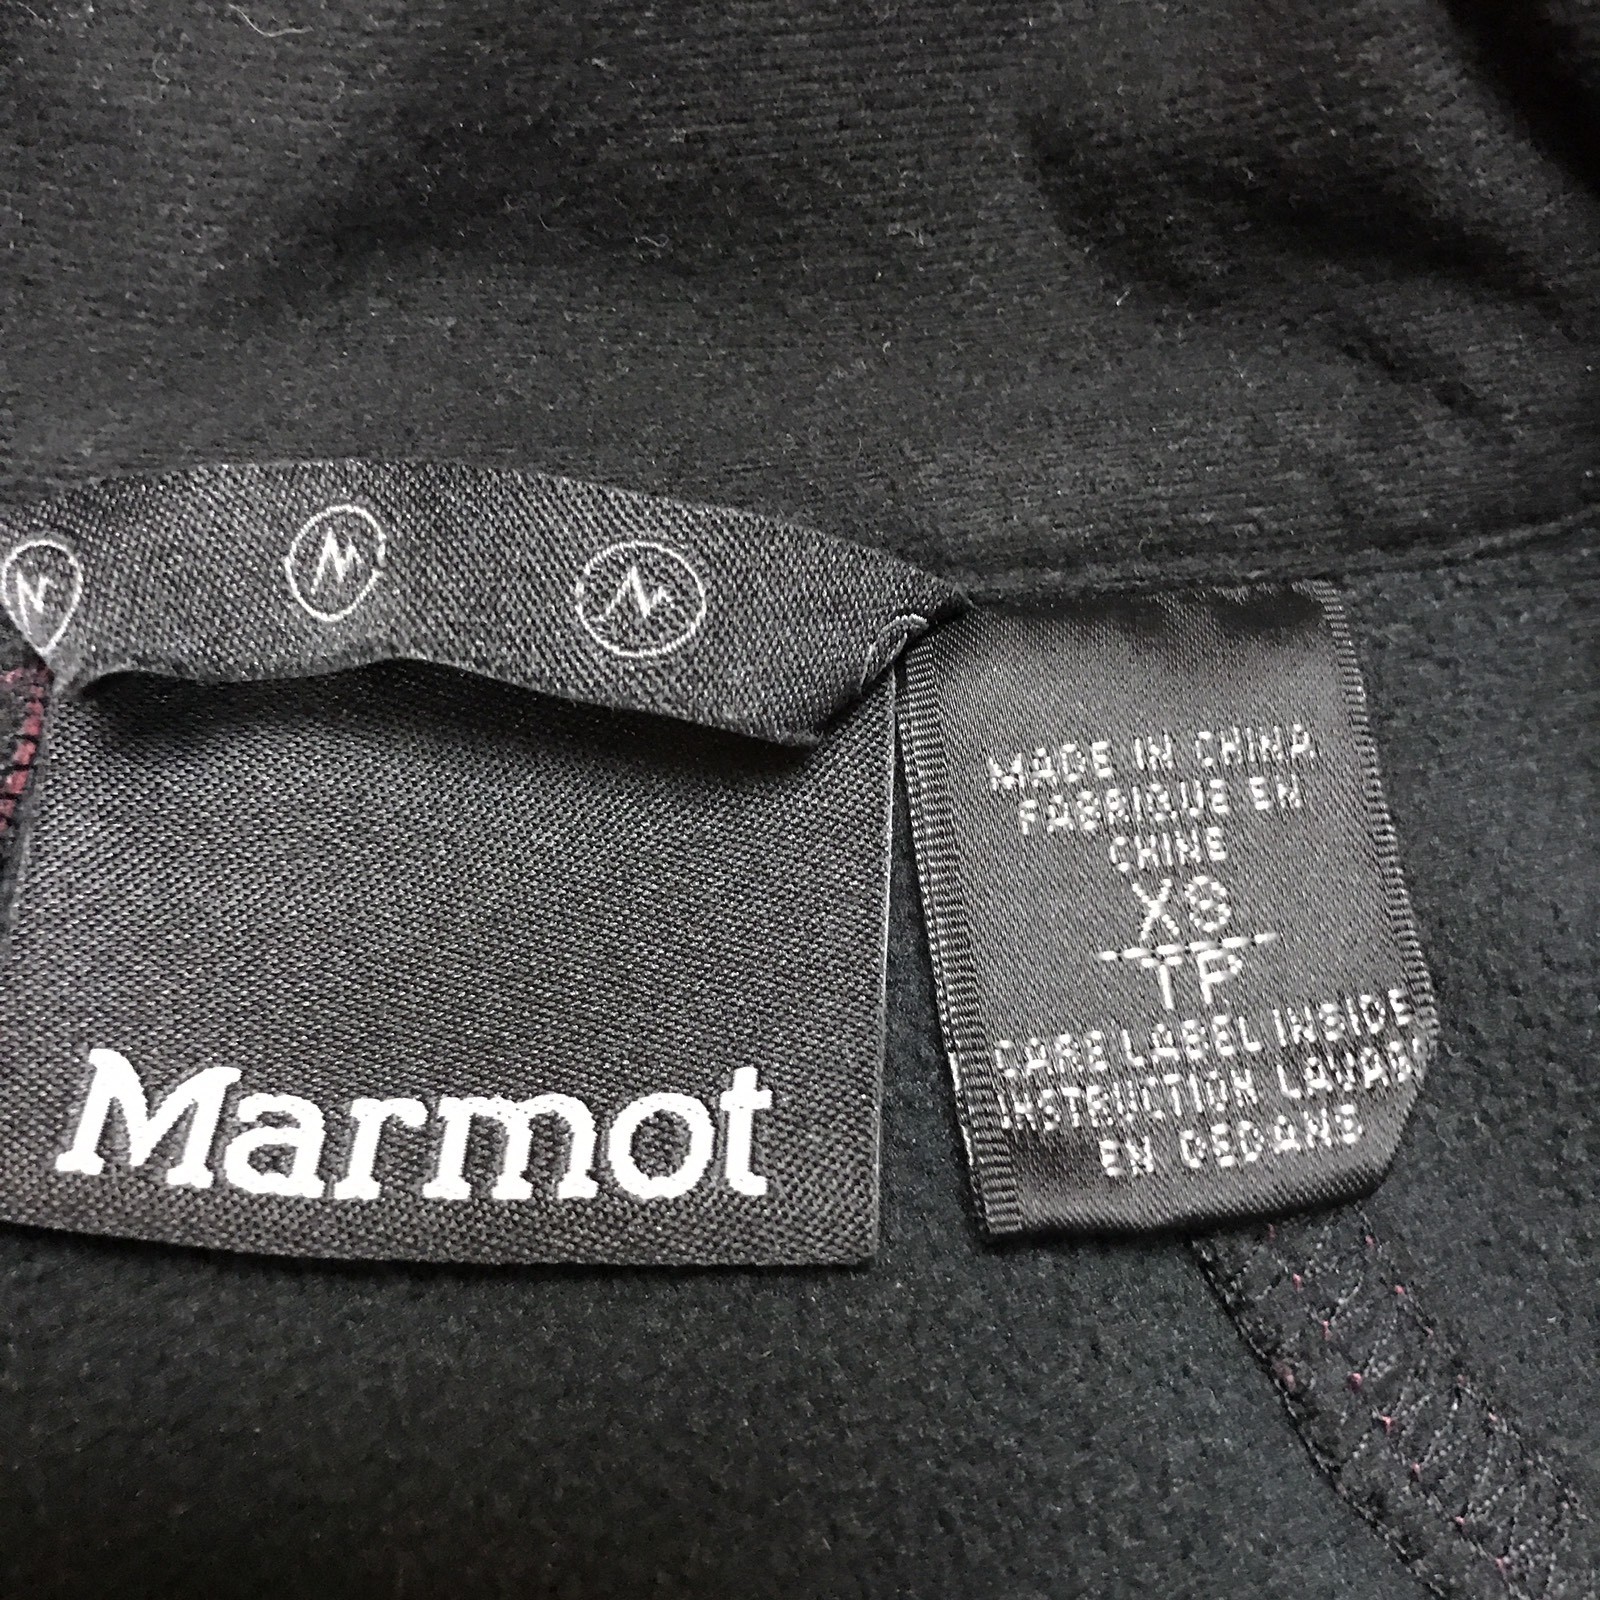 Marmot
MADE IN CHINA
FABRIQUE EN
CHINE
XS
TP
CARE LABEL INSIDE
INSTRUCTION LAVAGE
EN DEDANS